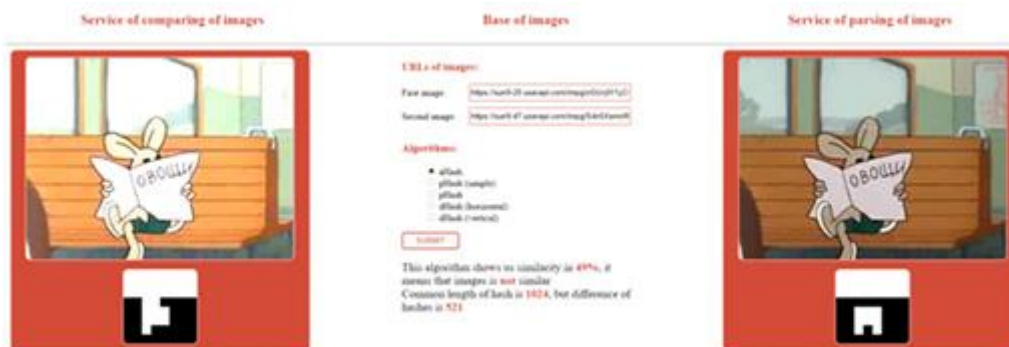 Service of comparing of images
Base of images
Service of parsing of images
URLs of images:
First image
Second image
Algorithms:
aHash
pHash (simple)
pHash
dHash (horizontal)
dHash (vertical)
SUBMIT
This algorithm shows us similarity in 49%, it
means that images is not similar
Common length of hash is 1024, but difference of
hashes is 521